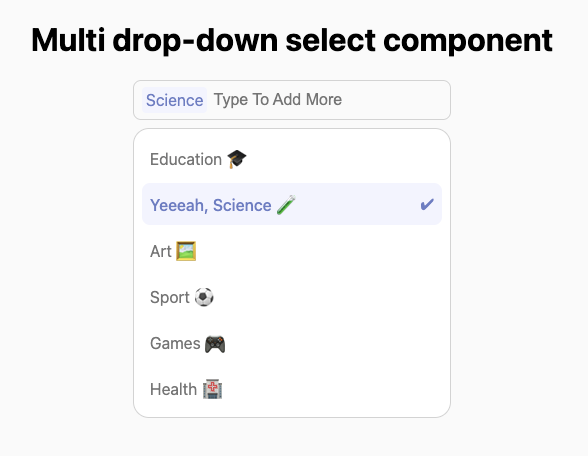 Multi drop-down select component
Science Type To Add More
Education 🎓
Yeeeah, Science 🧪 ✔
Art 🖼️
Sport ⚽
Games 🎮
Health 🏥